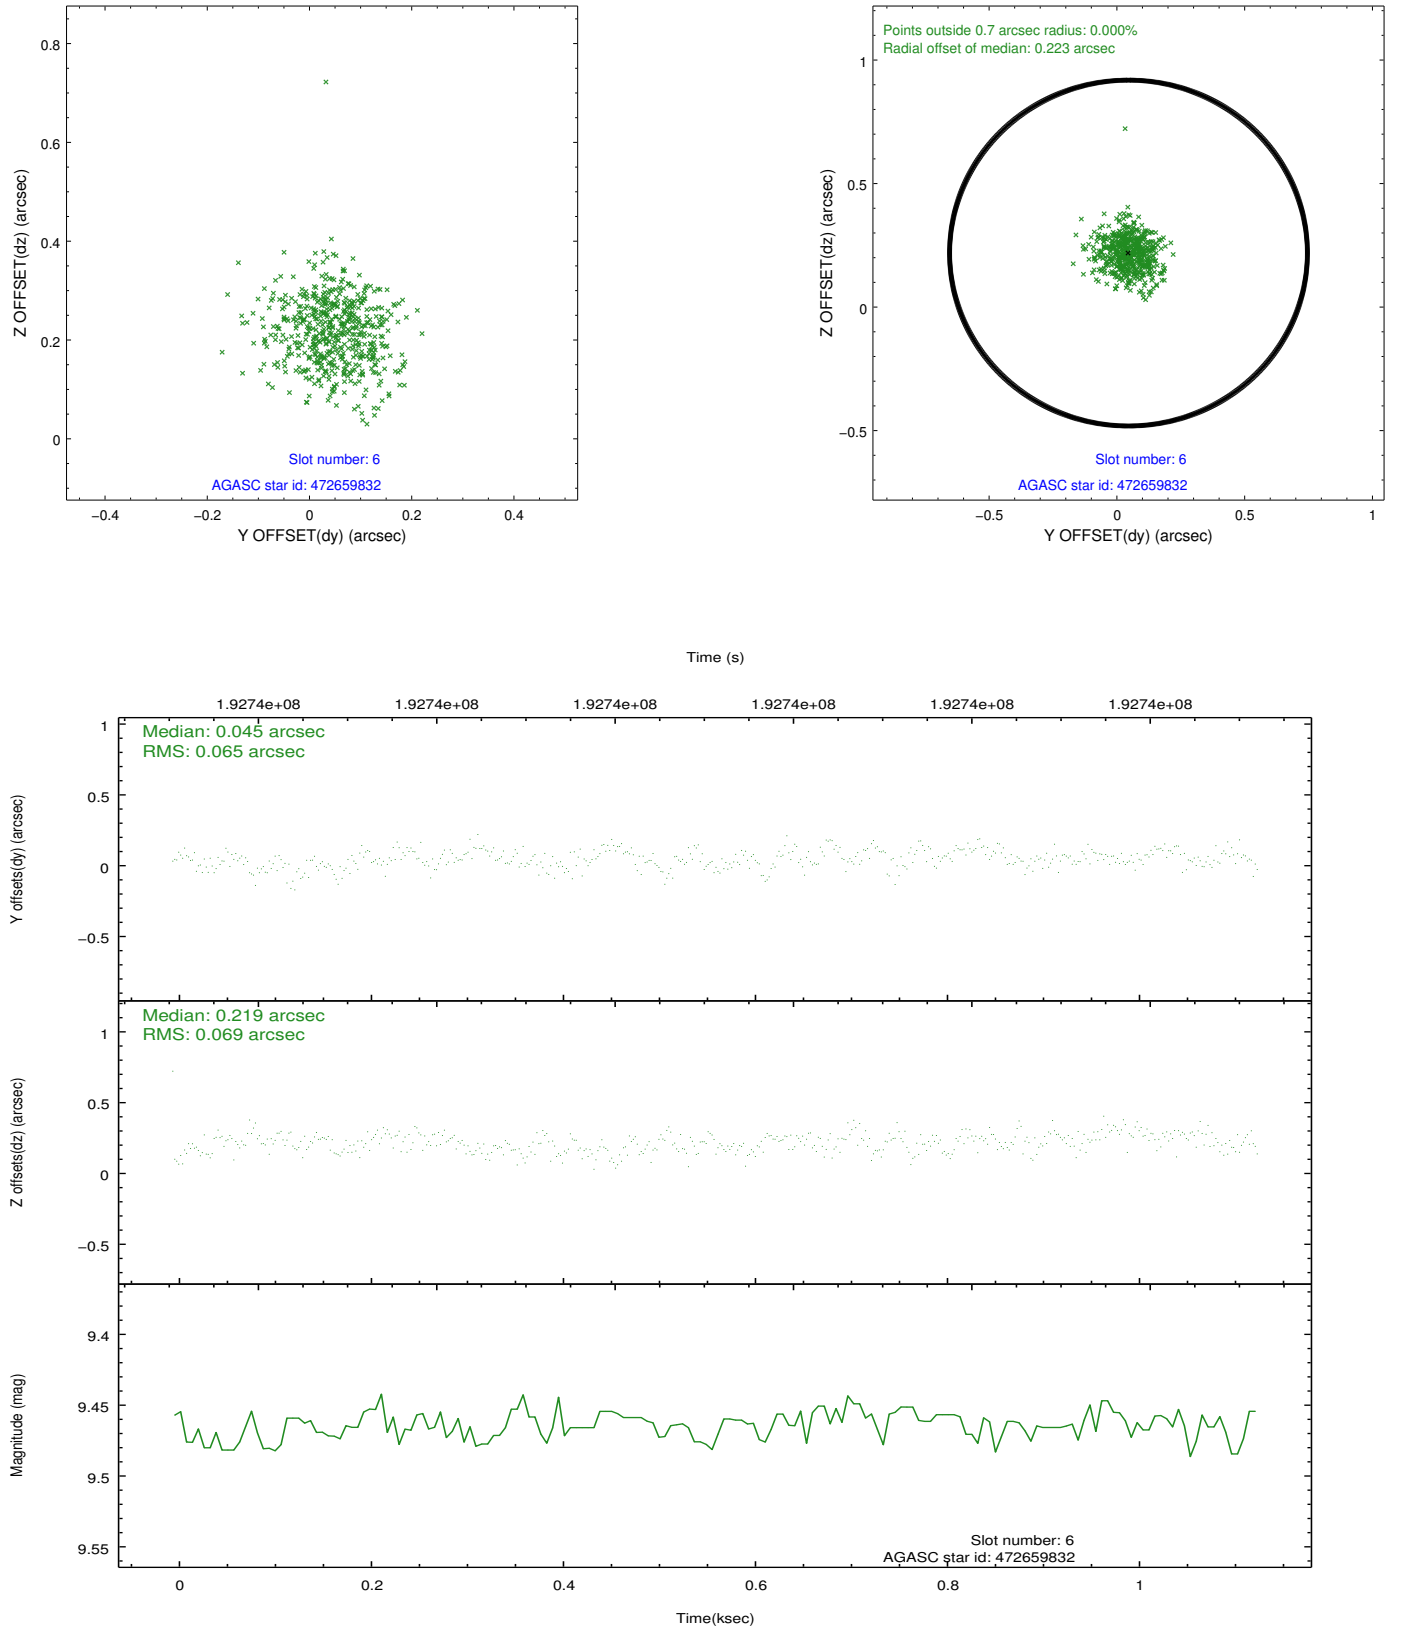 0.8
0.6
0.4
0.2
0
Z OFFSET(dz) (arcsec)
Slot number: 6
AGASC star id: 472659832
−0.4 −0.2 0 0.2 0.4
Y OFFSET(dy) (arcsec)
Points outside 0.7 arcsec radius: 0.000%
Radial offset of median: 0.223 arcsec
1
0.5
0
−0.5
Z OFFSET(dz) (arcsec)
Slot number: 6
AGASC star id: 472659832
−0.5 0 0.5 1
Y OFFSET(dy) (arcsec)
Time (s)
1.9274e+08 1.9274e+08 1.9274e+08 1.9274e+08 1.9274e+08 1.9274e+08
Median: 0.045 arcsec
RMS: 0.065 arcsec
1
0.5
0
−0.5
Y offsets(dy) (arcsec)
Median: 0.219 arcsec
RMS: 0.069 arcsec
1
0.5
0
−0.5
Z offsets(dz) (arcsec)
9.4
9.45
9.5
9.55
Magnitude (mag)
Slot number: 6
AGASC star id: 472659832
0 0.2 0.4 0.6 0.8 1
Time(ksec)